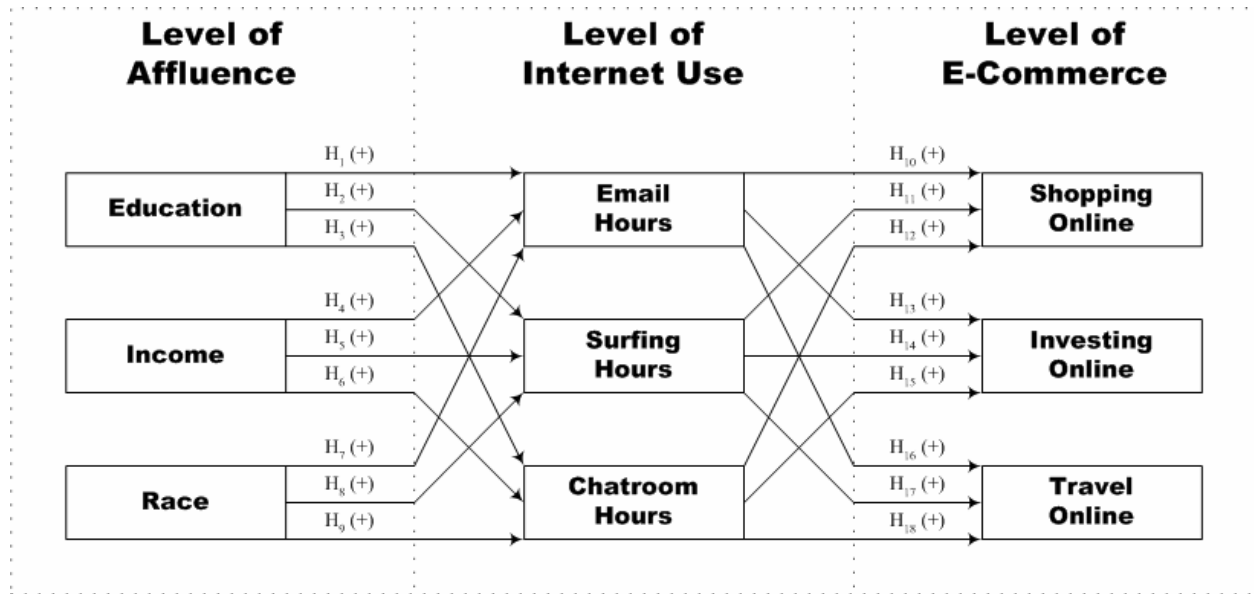 Level of
Affluence
Level of
Internet Use
Level of
E-Commerce
H₁ (+)
H₂ (+)
H₃ (+)
Education
H₄ (+)
H₅ (+)
H₆ (+)
Income
H₇ (+)
H₈ (+)
H₉ (+)
Race
Email
Hours
Surfing
Hours
Chatroom
Hours
H₁₀ (+)
H₁₁ (+)
H₁₂ (+)
Shopping
Online
H₁₃ (+)
H₁₄ (+)
H₁₅ (+)
Investing
Online
H₁₆ (+)
H₁₇ (+)
H₁₈ (+)
Travel
Online